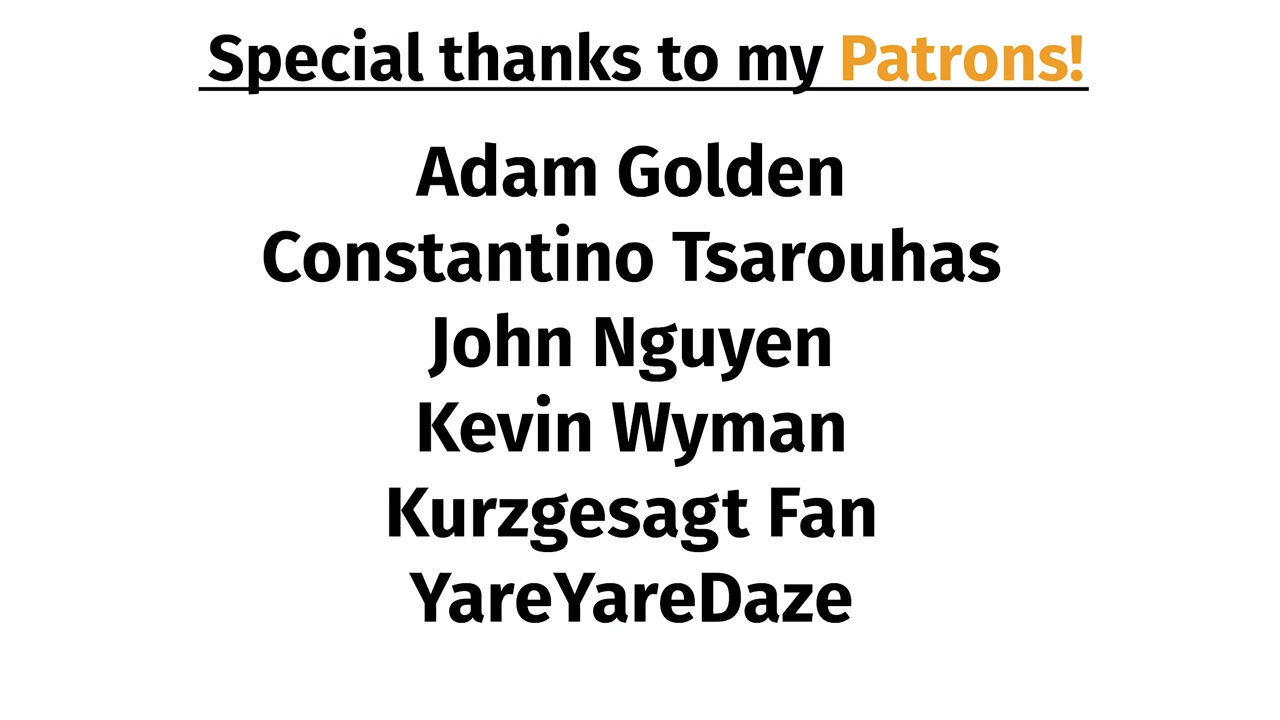 Special thanks to my Patrons!
Adam Golden
Constantino Tsarouhas
John Nguyen
Kevin Wyman
Kurzgesagt Fan
YareYareDaze